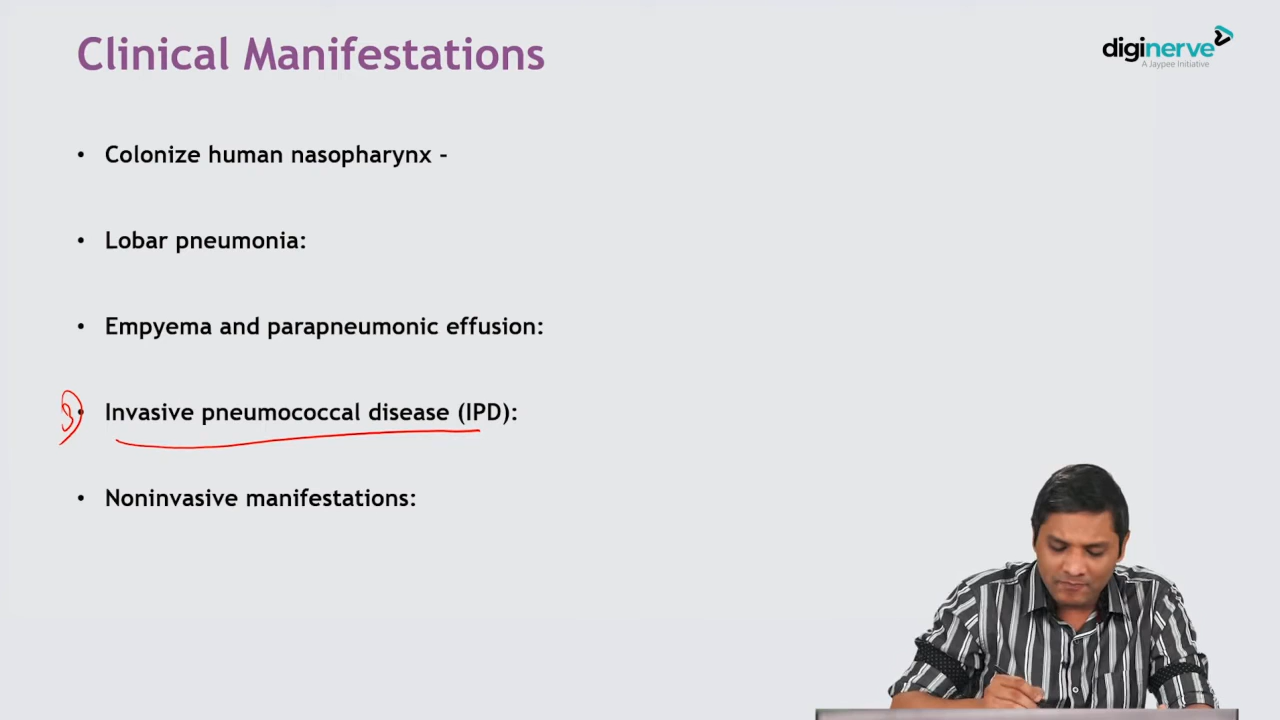 Clinical Manifestations
diginerve
A Jaypee Initiative
• Colonize human nasopharynx -
• Lobar pneumonia:
• Empyema and parapneumonic effusion:
• Invasive pneumococcal disease (IPD):
• Noninvasive manifestations: